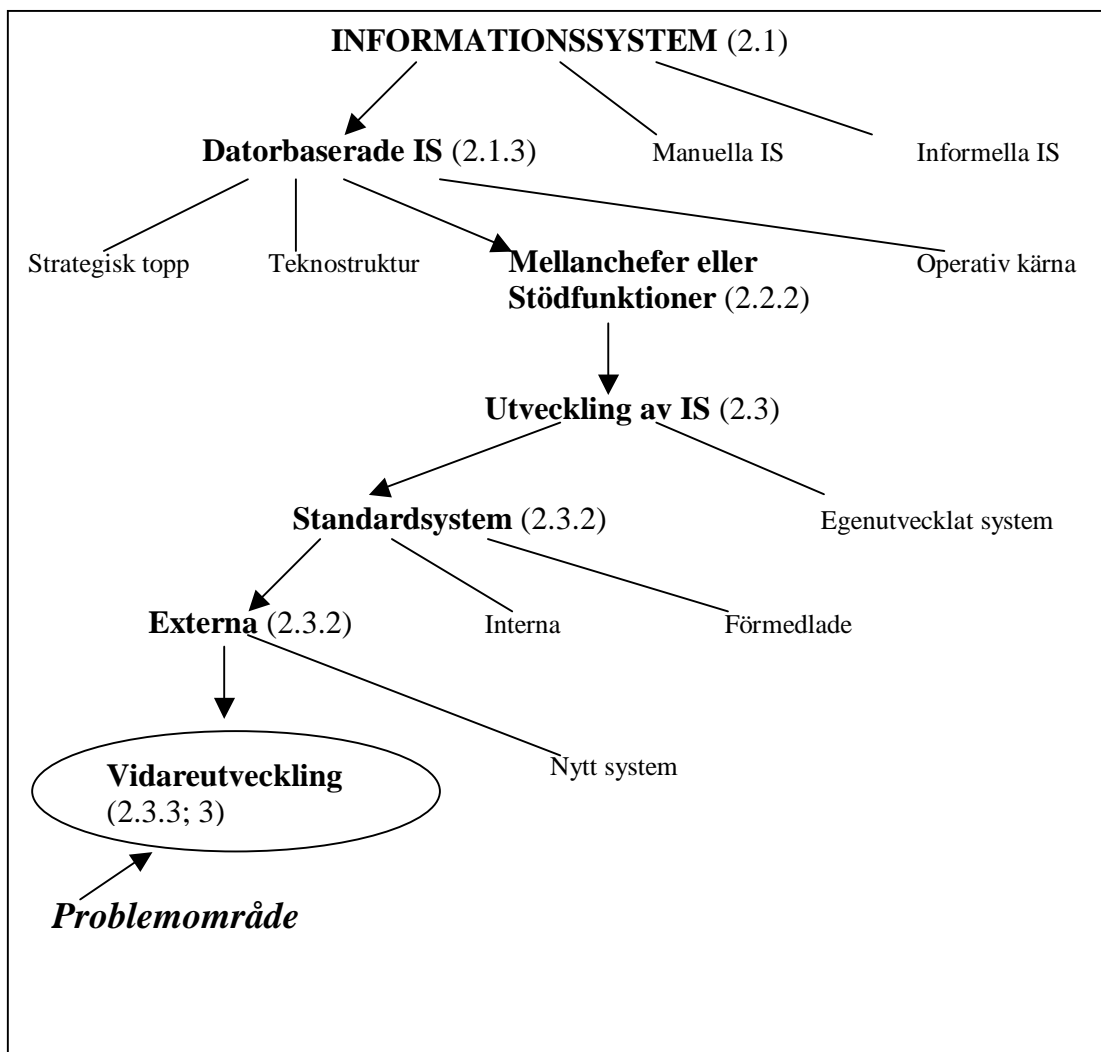 INFORMATIONSSYSTEM (2.1)
Datorbaserade IS (2.1.3)
Manuella IS
Informella IS
Strategisk topp
Teknostruktur
Mellanchefer eller
Stödfunktioner (2.2.2)
Operativ kärna
Utveckling av IS (2.3)
Standardsystem (2.3.2)
Egenutvecklat system
Externa (2.3.2)
Interna
Förmedlade
Vidareutveckling
(2.3.3; 3)
Nytt system
Problemområde